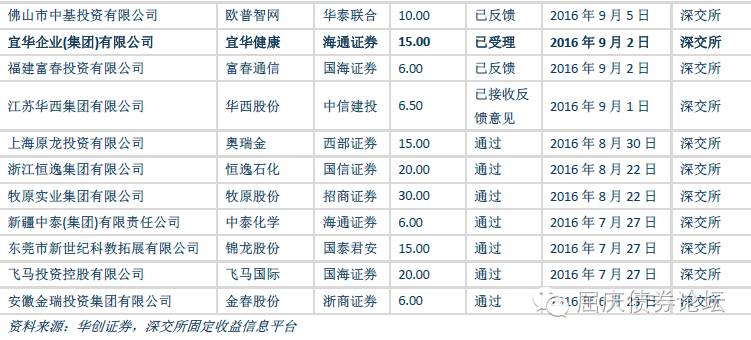 佛山市中基投资有限公司 欧普智网 华泰联合 10.00 已反馈 2016 年 9 月 5 日 深交所
宜华企业(集团)有限公司 宜华健康 海通证券 15.00 已受理 2016 年 9 月 2 日 深交所
福建富春投资有限公司 富春通信 国海证券 6.00 已反馈 2016 年 9 月 2 日 深交所
江苏华西集团有限公司 华西股份 中信建投 6.50 已接收反馈意见 2016 年 9 月 1 日 深交所
上海原龙投资有限公司 奥瑞金 西部证券 15.00 通过 2016 年 8 月 30 日 深交所
浙江恒逸集团有限公司 恒逸石化 国信证券 20.00 通过 2016 年 8 月 22 日 深交所
牧原实业集团有限公司 牧原股份 招商证券 30.00 通过 2016 年 8 月 22 日 深交所
新疆中泰(集团)有限责任公司 中泰化学 海通证券 6.00 通过 2016 年 7 月 27 日 深交所
东莞市新世纪科教拓展有限公司 锦龙股份 国泰君安 15.00 通过 2016 年 7 月 27 日 深交所
飞马投资控股有限公司 飞马国际 国海证券 20.00 通过 2016 年 7 月 27 日 深交所
安徽金瑞投资集团有限公司 金春股份 浙商证券 6.00 通过 2016 年 6 月 23 日 深交所
屈庆债券论坛
资料来源：华创证券，深交所固定收益信息平台